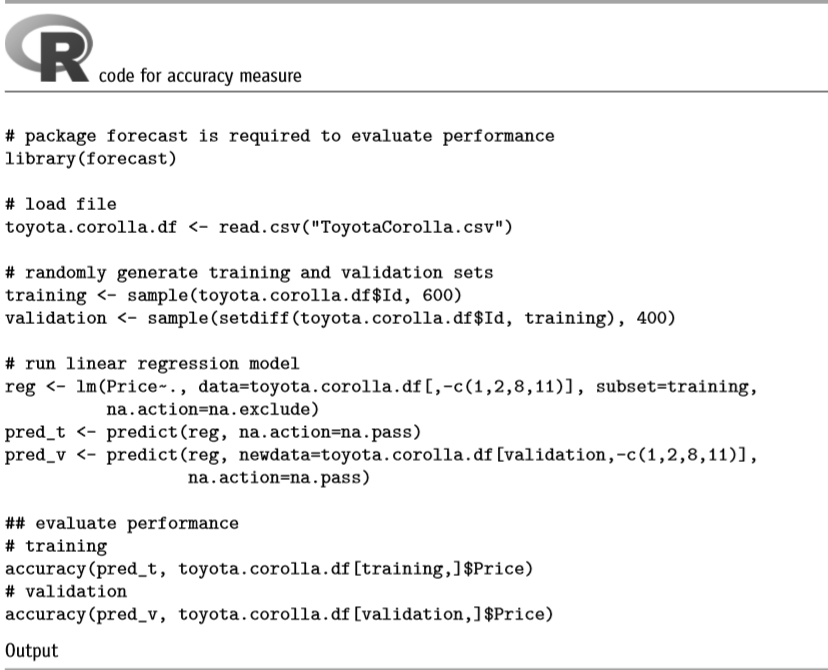 R code for accuracy measure
# package forecast is required to evaluate performance
library(forecast)
# load file
toyota.corolla.df <- read.csv("ToyotaCorolla.csv")
# randomly generate training and validation sets
training <- sample(toyota.corolla.df$Id, 600)
validation <- sample(setdiff(toyota.corolla.df$Id, training), 400)
# run linear regression model
reg <- lm(Price~., data=toyota.corolla.df[,-c(1,2,8,11)], subset=training,
          na.action=na.exclude)
pred_t <- predict(reg, na.action=na.pass)
pred_v <- predict(reg, newdata=toyota.corolla.df[validation,-c(1,2,8,11)],
                  na.action=na.pass)
## evaluate performance
# training
accuracy(pred_t, toyota.corolla.df[training,]$Price)
# validation
accuracy(pred_v, toyota.corolla.df[validation,]$Price)
Output